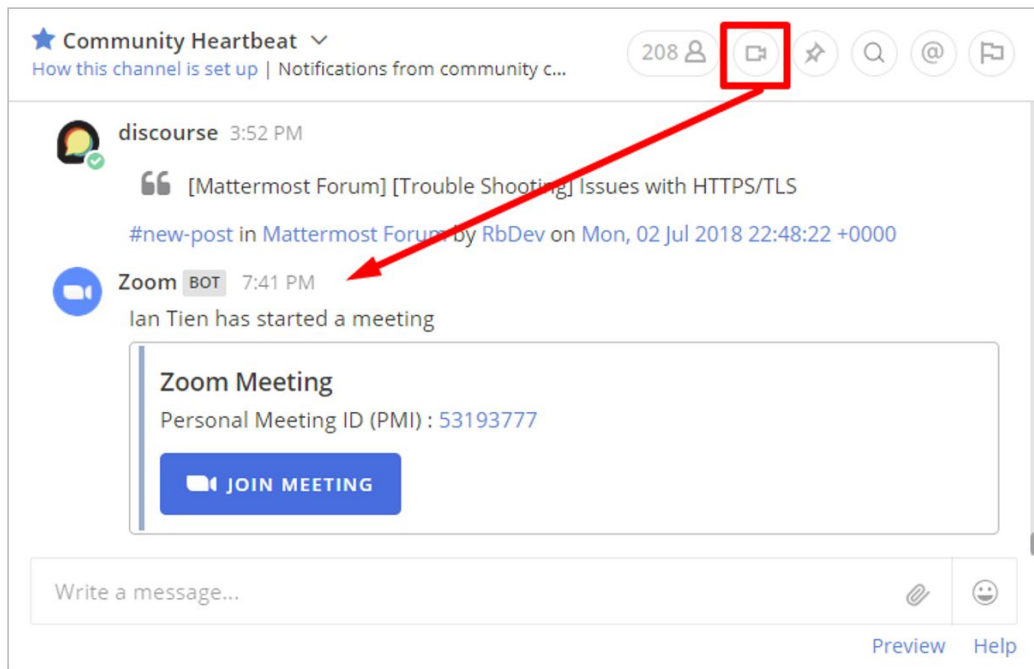 Community Heartbeat
How this channel is set up | Notifications from community c...
208
@
discourse 3:52 PM
[Mattermost Forum] [Trouble Shooting] Issues with HTTPS/TLS
#new-post in Mattermost Forum by RbDev on Mon, 02 Jul 2018 22:48:22 +0000
Zoom BOT 7:41 PM
Ian Tien has started a meeting
Zoom Meeting
Personal Meeting ID (PMI) : 53193777
JOIN MEETING
Write a message...
Preview Help